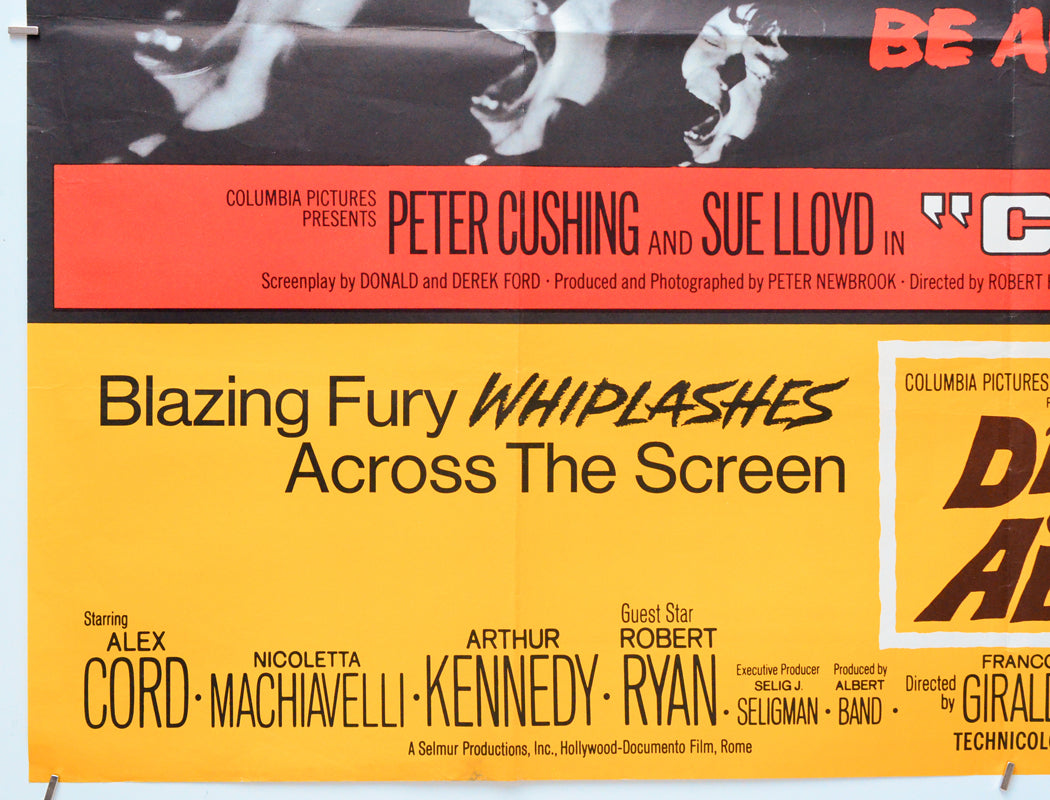 BE A
COLUMBIA PICTURES PRESENTS PETER CUSHING AND SUE LLOYD IN "C
Screenplay by DONALD and DEREK FORD · Produced and Photographed by PETER NEWBROOK · Directed by ROBERT
Blazing Fury WHIPLASHES
Across The Screen
COLUMBIA PICTURES
D
A
Starring ALEX CORD · NICOLETTA MACHIAVELLI · ARTHUR KENNEDY · Guest Star ROBERT RYAN · Executive Producer SELIG J. SELIGMAN · Produced by ALBERT BAND · Directed by FRANCO GIRALD
A Selmur Productions, Inc., Hollywood-Documento Film, Rome
TECHNICOL